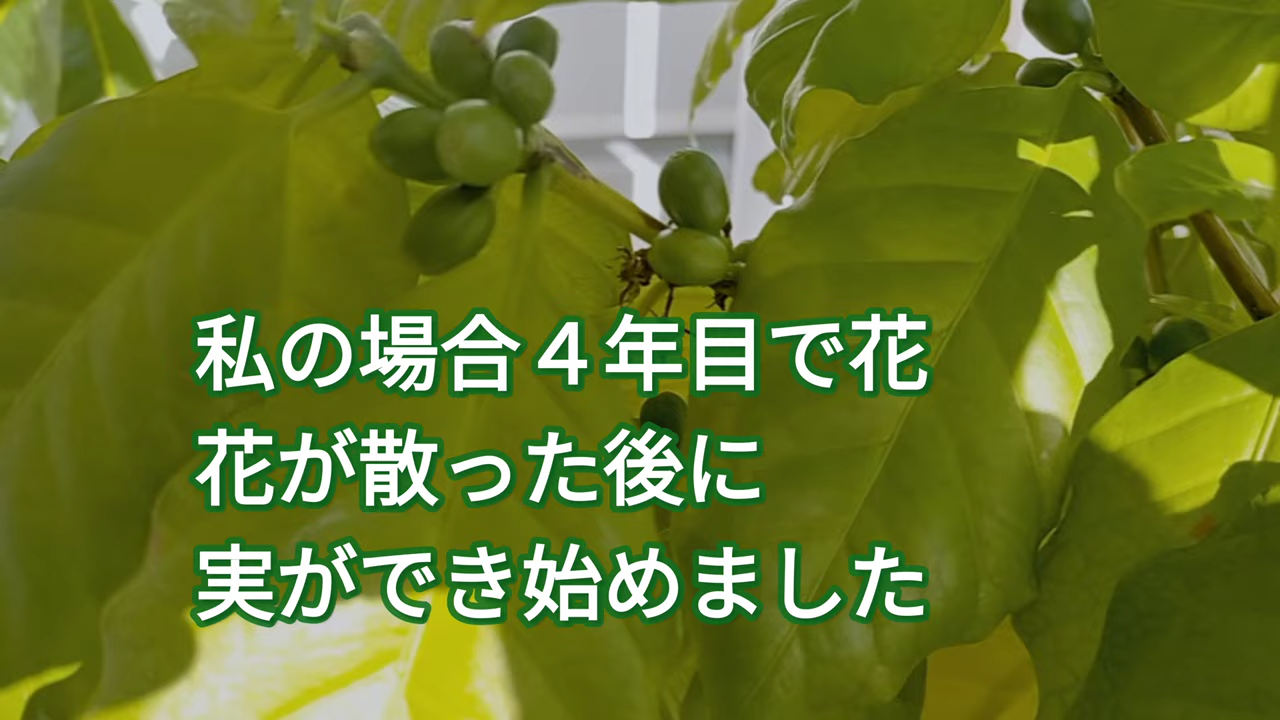 私の場合４年目で花
花が散った後に
実ができ始めました